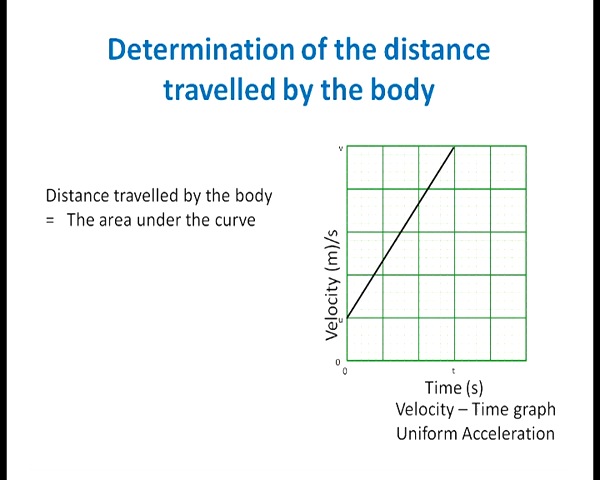 Determination of the distance
travelled by the body
Distance travelled by the body
= The area under the curve
v
Velocity (m)/s
u
0
0
t
Time (s)
Velocity – Time graph
Uniform Acceleration